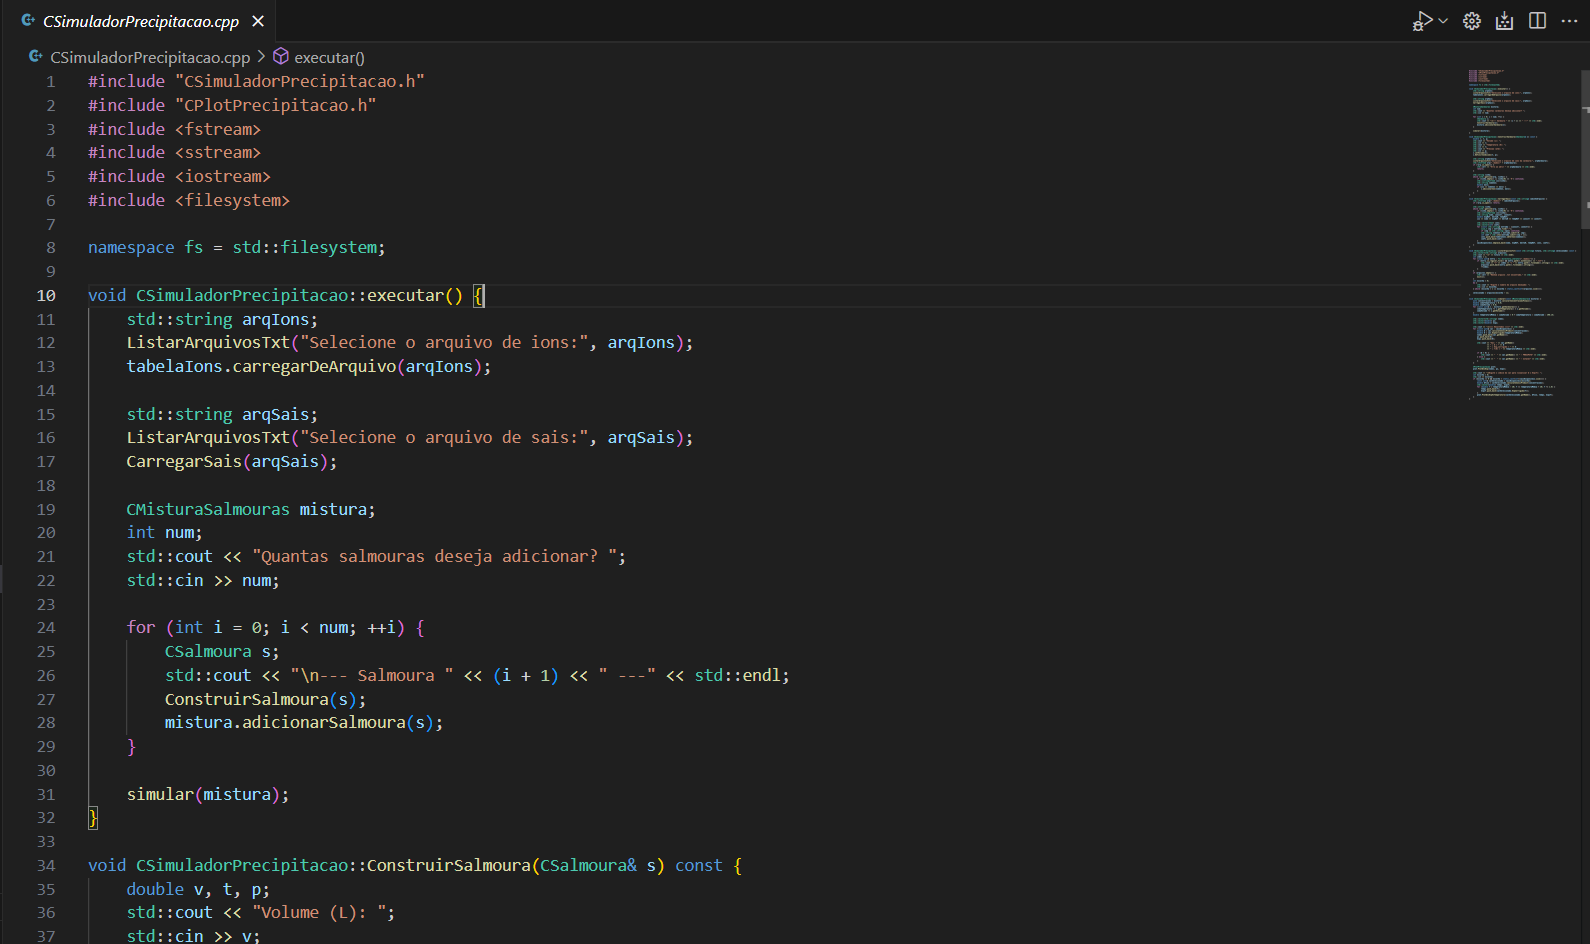 CSimuladorPrecipitacao.cpp
CSimuladorPrecipitacao.cpp > executar()
1 #include "CSimuladorPrecipitacao.h"
2 #include "CPlotPrecipitacao.h"
3 #include <fstream>
4 #include <sstream>
5 #include <iostream>
6 #include <filesystem>
7
8 namespace fs = std::filesystem;
9
10 void CSimuladorPrecipitacao::executar() {
11     std::string arqIons;
12     ListarArquivosTxt("Selecione o arquivo de ions:", arqIons);
13     tabelaIons.carregarDeArquivo(arqIons);
14
15     std::string arqSais;
16     ListarArquivosTxt("Selecione o arquivo de sais:", arqSais);
17     CarregarSais(arqSais);
18
19     CMisturaSalmouras mistura;
20     int num;
21     std::cout << "Quantas salmouras deseja adicionar? ";
22     std::cin >> num;
23
24     for (int i = 0; i < num; ++i) {
25         CSalmoura s;
26         std::cout << "\n--- Salmoura " << (i + 1) << " ---" << std::endl;
27         ConstruirSalmoura(s);
28         mistura.adicionarSalmoura(s);
29     }
30
31     simular(mistura);
32 }
33
34 void CSimuladorPrecipitacao::ConstruirSalmoura(CSalmoura& s) const {
35     double v, t, p;
36     std::cout << "Volume (L): ";
37     std::cin >> v;